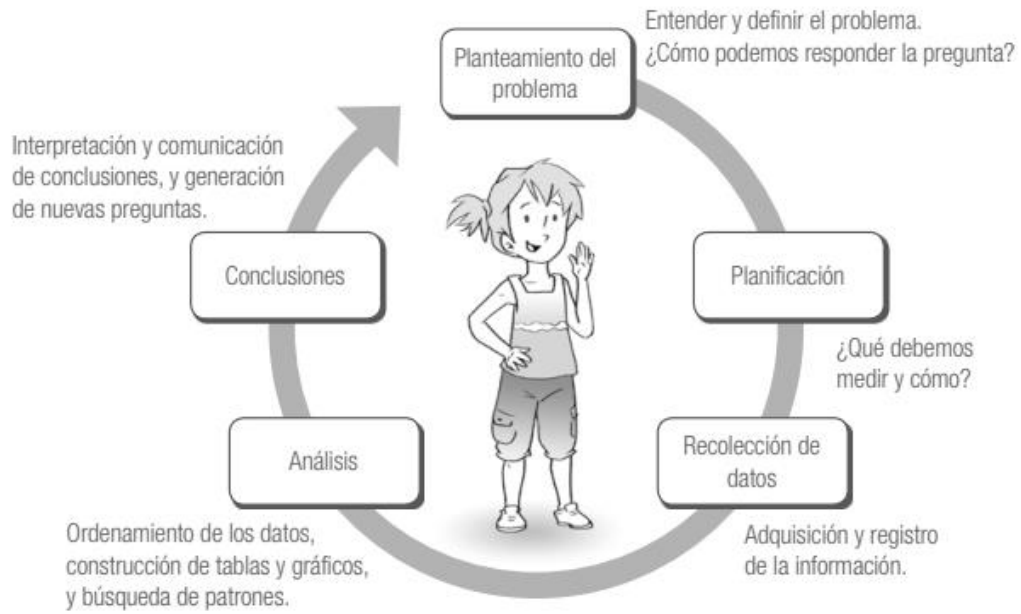 Planteamiento del
problema
Entender y definir el problema.
¿Cómo podemos responder la pregunta?
Planificación
¿Qué debemos
medir y cómo?
Recolección de
datos
Adquisición y registro
de la información.
Análisis
Ordenamiento de los datos,
construcción de tablas y gráficos,
y búsqueda de patrones.
Conclusiones
Interpretación y comunicación
de conclusiones, y generación
de nuevas preguntas.